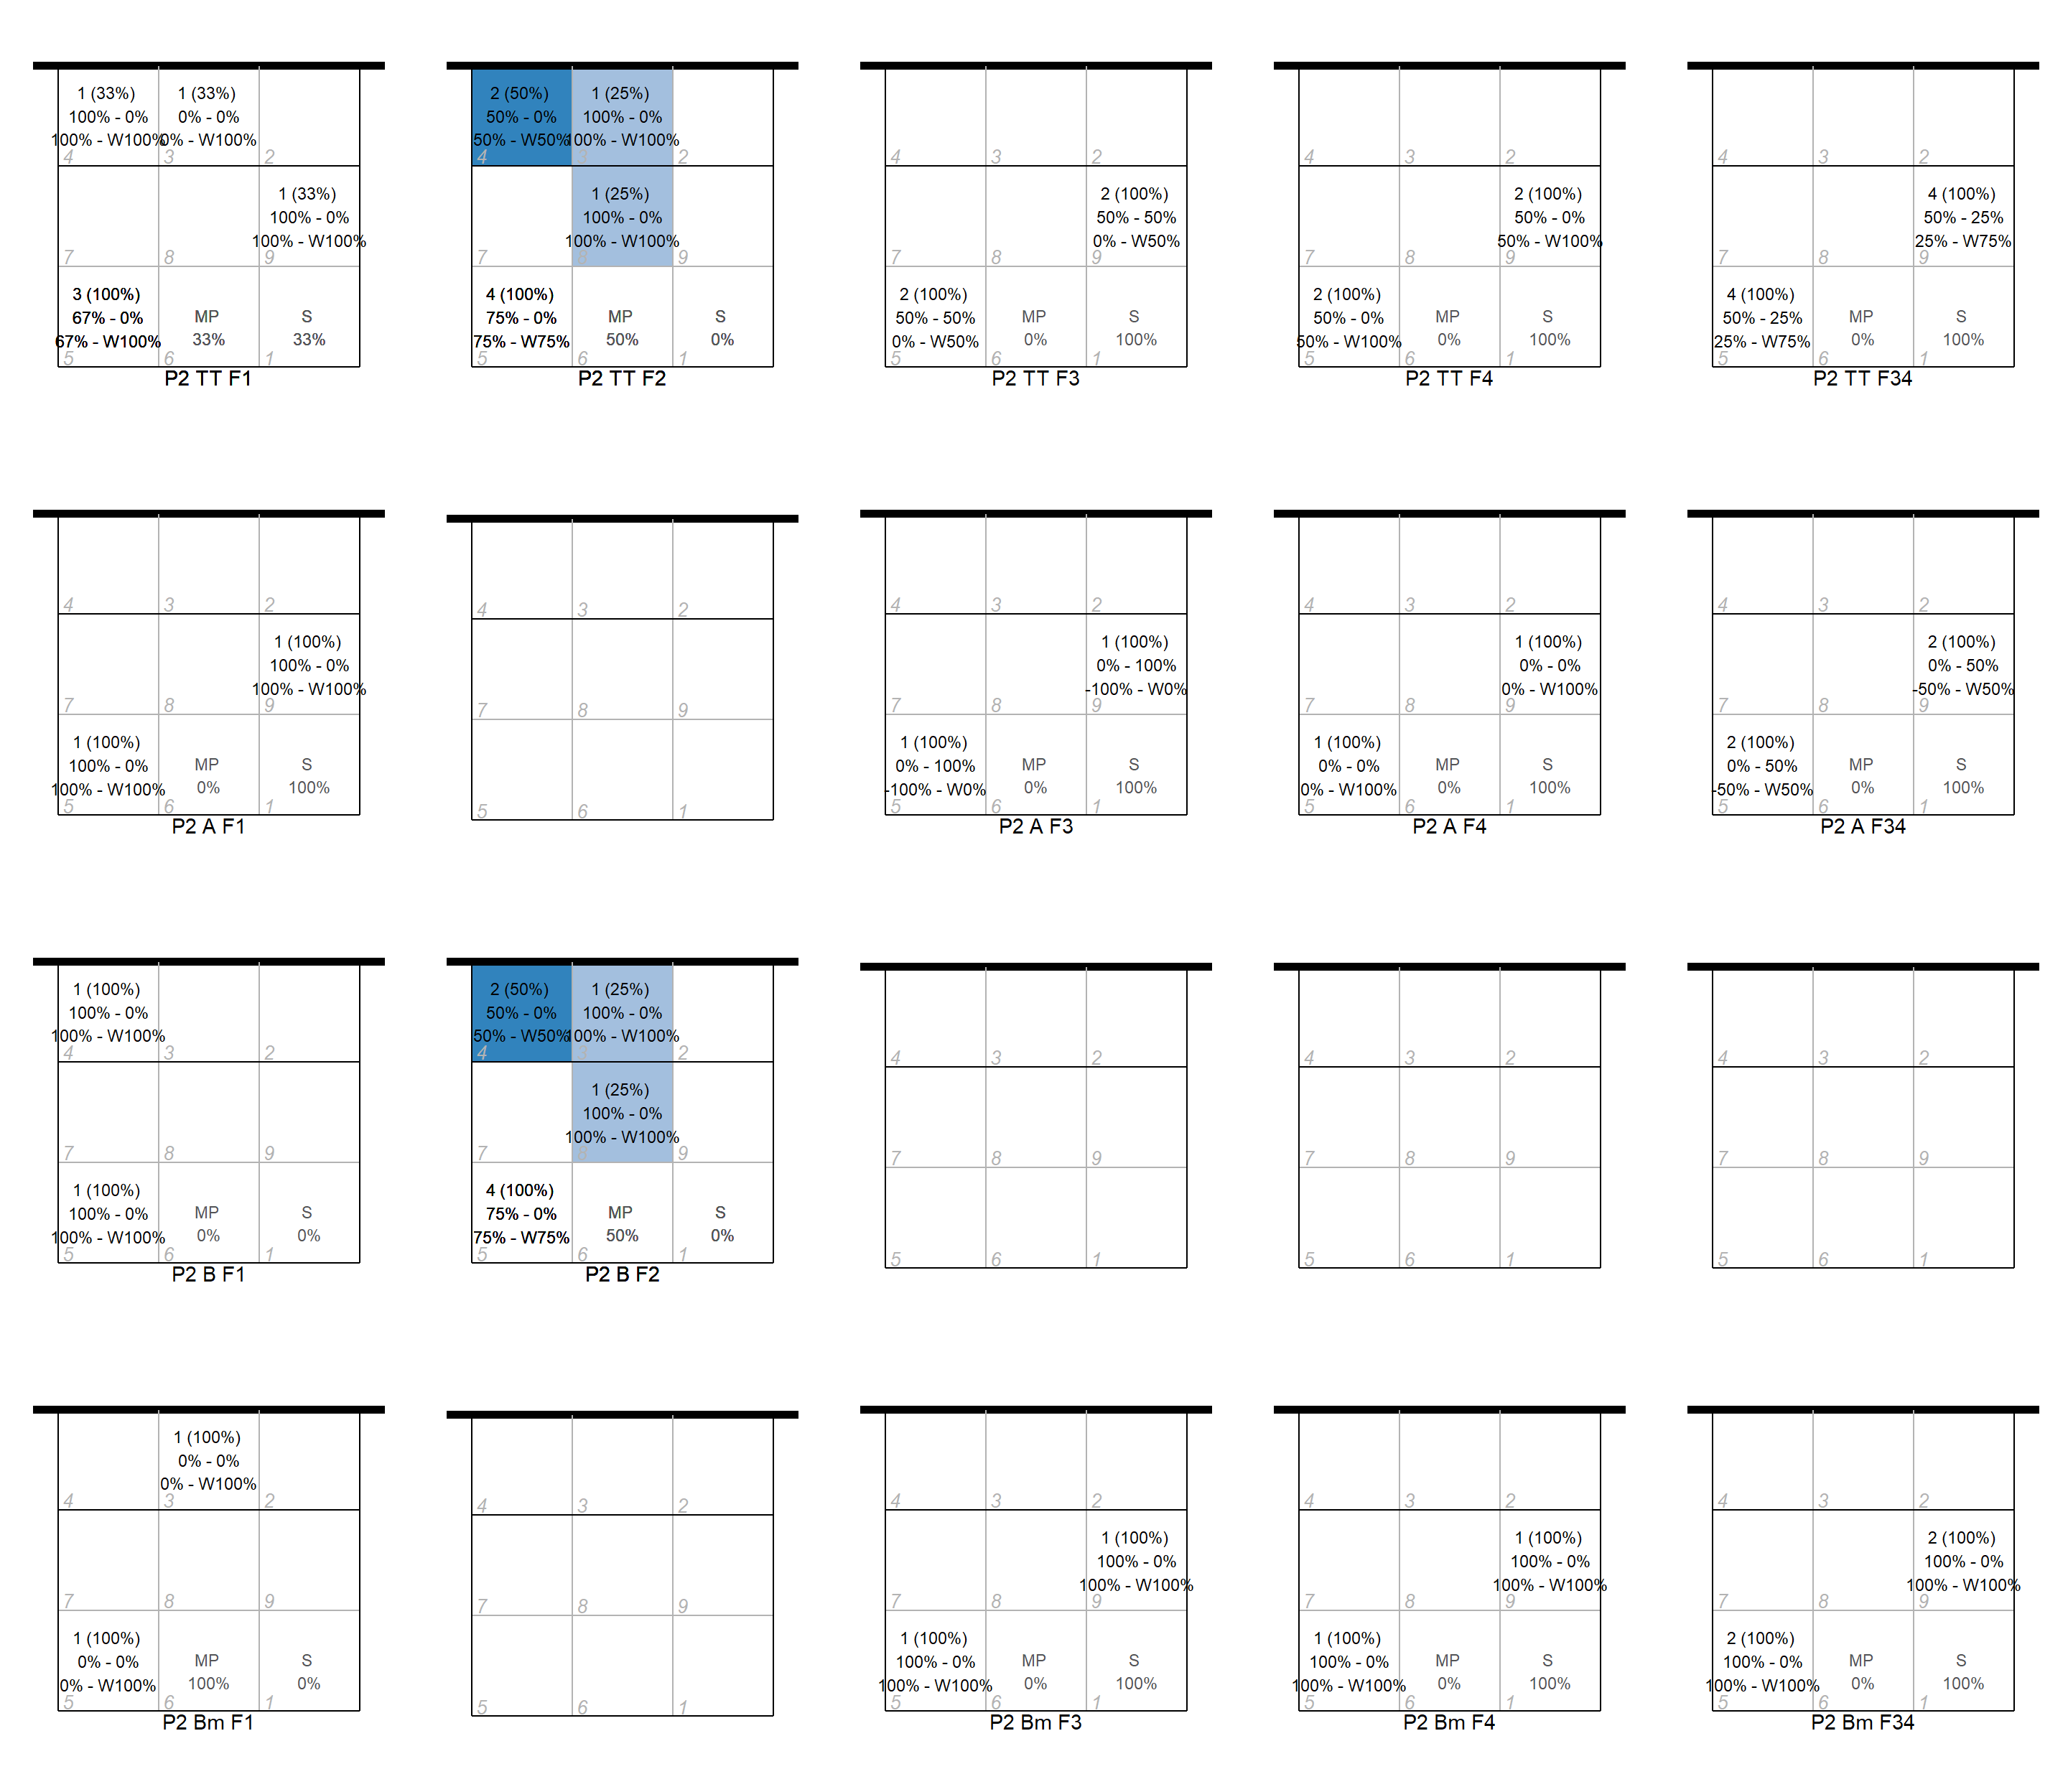 1 (33%) 1 (33%)
100% - 0% 0% - 0%
100% - W100% 0% - W100%
4 3 2
1 (33%)
100% - 0%
100% - W100%
7 8 9
3 (100%)
67% - 0% MP S
67% - W100% 33% 33%
5 6 1
P2 TT F1
2 (50%) 1 (25%)
50% - 0% 100% - 0%
50% - W50% 100% - W100%
4 3 2
1 (25%)
100% - 0%
100% - W100%
7 8 9
4 (100%)
75% - 0% MP S
75% - W75% 50% 0%
5 6 1
P2 TT F2
4 3 2
2 (100%)
50% - 50%
0% - W50%
7 8 9
2 (100%)
50% - 50% MP S
0% - W50% 0% 100%
5 6 1
P2 TT F3
4 3 2
2 (100%)
50% - 0%
50% - W100%
7 8 9
2 (100%)
50% - 0% MP S
50% - W100% 0% 100%
5 6 1
P2 TT F4
4 3 2
4 (100%)
50% - 25%
25% - W75%
7 8 9
4 (100%)
50% - 25% MP S
25% - W75% 0% 100%
5 6 1
P2 TT F34
4 3 2
1 (100%)
100% - 0%
100% - W100%
7 8 9
1 (100%)
100% - 0% MP S
100% - W100% 0% 100%
5 6 1
P2 A F1
4 3 2
7 8 9
5 6 1
4 3 2
1 (100%)
0% - 100%
-100% - W0%
7 8 9
1 (100%)
0% - 100% MP S
-100% - W0% 0% 100%
5 6 1
P2 A F3
4 3 2
1 (100%)
0% - 0%
0% - W100%
7 8 9
1 (100%)
0% - 0% MP S
0% - W100% 0% 100%
5 6 1
P2 A F4
4 3 2
2 (100%)
0% - 50%
-50% - W50%
7 8 9
2 (100%)
0% - 50% MP S
-50% - W50% 0% 100%
5 6 1
P2 A F34
1 (100%)
100% - 0%
100% - W100%
4 3 2
7 8 9
1 (100%)
100% - 0% MP S
100% - W100% 0% 0%
5 6 1
P2 B F1
2 (50%) 1 (25%)
50% - 0% 100% - 0%
50% - W50% 100% - W100%
4 3 2
1 (25%)
100% - 0%
100% - W100%
7 8 9
4 (100%)
75% - 0% MP S
75% - W75% 50% 0%
5 6 1
P2 B F2
4 3 2
7 8 9
5 6 1
4 3 2
7 8 9
5 6 1
4 3 2
7 8 9
5 6 1
1 (100%)
0% - 0%
0% - W100%
4 3 2
7 8 9
1 (100%)
0% - 0% MP S
0% - W100% 100% 0%
5 6 1
P2 Bm F1
4 3 2
7 8 9
5 6 1
4 3 2
1 (100%)
100% - 0%
100% - W100%
7 8 9
1 (100%)
100% - 0% MP S
100% - W100% 0% 100%
5 6 1
P2 Bm F3
4 3 2
1 (100%)
100% - 0%
100% - W100%
7 8 9
1 (100%)
100% - 0% MP S
100% - W100% 0% 100%
5 6 1
P2 Bm F4
4 3 2
2 (100%)
100% - 0%
100% - W100%
7 8 9
2 (100%)
100% - 0% MP S
100% - W100% 0% 100%
5 6 1
P2 Bm F34